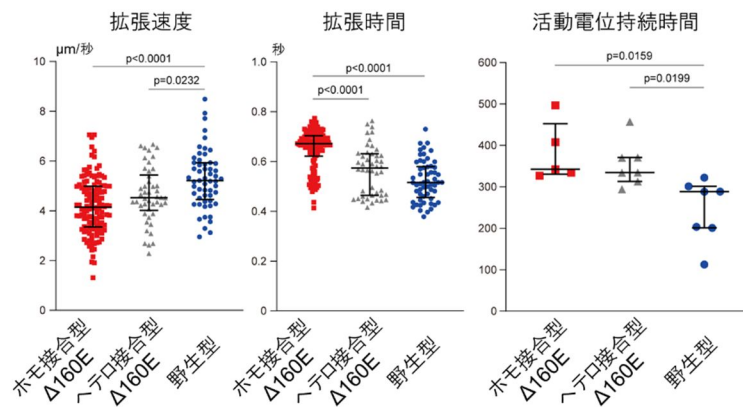 拡張速度
μm/秒
p<0.0001
p=0.0232
10
8
6
4
2
0
ホモ接合型
Δ160E
ヘテロ接合型
Δ160E
野生型
拡張時間
秒
p<0.0001
p<0.0001
1.0
0.8
0.6
0.4
0.2
0.0
ホモ接合型
Δ160E
ヘテロ接合型
Δ160E
野生型
活動電位持続時間
p=0.0159
p=0.0199
600
500
400
300
200
100
0
ホモ接合型
Δ160E
ヘテロ接合型
Δ160E
野生型